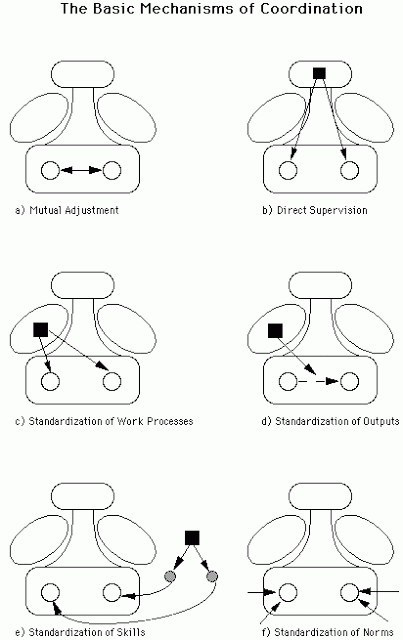 The Basic Mechanisms of Coordination
a) Mutual Adjustment
b) Direct Supervision
c) Standardization of Work Processes
d) Standardization of Outputs
e) Standardization of Skills
f) Standardization of Norms